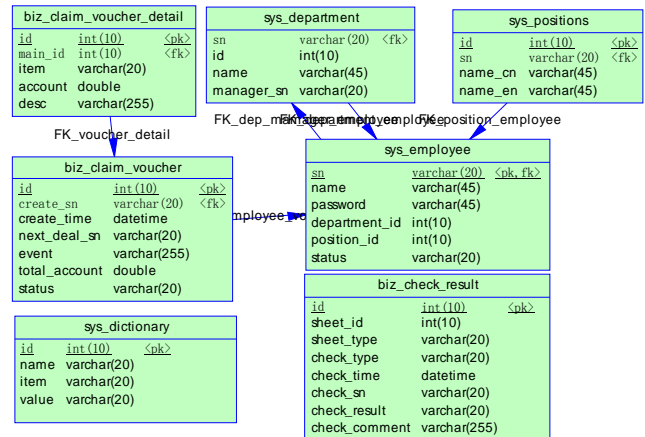 biz_claim_voucher_detail
id int(10) <pk>
main_id int(10) <fk>
item varchar(20)
account double
desc varchar(255)
sys_department
sn varchar(20) <fk>
id int(10)
name varchar(45)
manager_sn varchar(20)
sys_positions
id int(10) <pk>
sn varchar(20) <fk>
name_cn varchar(45)
name_en varchar(45)
FK_voucher_detail
position_employee
biz_claim_voucher
id int(10) <pk>
create_sn varchar(20) <fk>
create_time datetime
next_deal_sn varchar(20)
event varchar(255)
total_account double
status varchar(20)
sys_employee
sn varchar(20) <pk,fk>
name varchar(45)
password varchar(45)
department_id int(10)
position_id int(10)
status varchar(20)
sys_dictionary
id int(10) <pk>
name varchar(20)
item varchar(20)
value varchar(20)
biz_check_result
id int(10) <pk>
sheet_id int(10)
sheet_type varchar(20)
check_type varchar(20)
check_time datetime
check_sn varchar(20)
check_result varchar(20)
check_comment varchar(255)